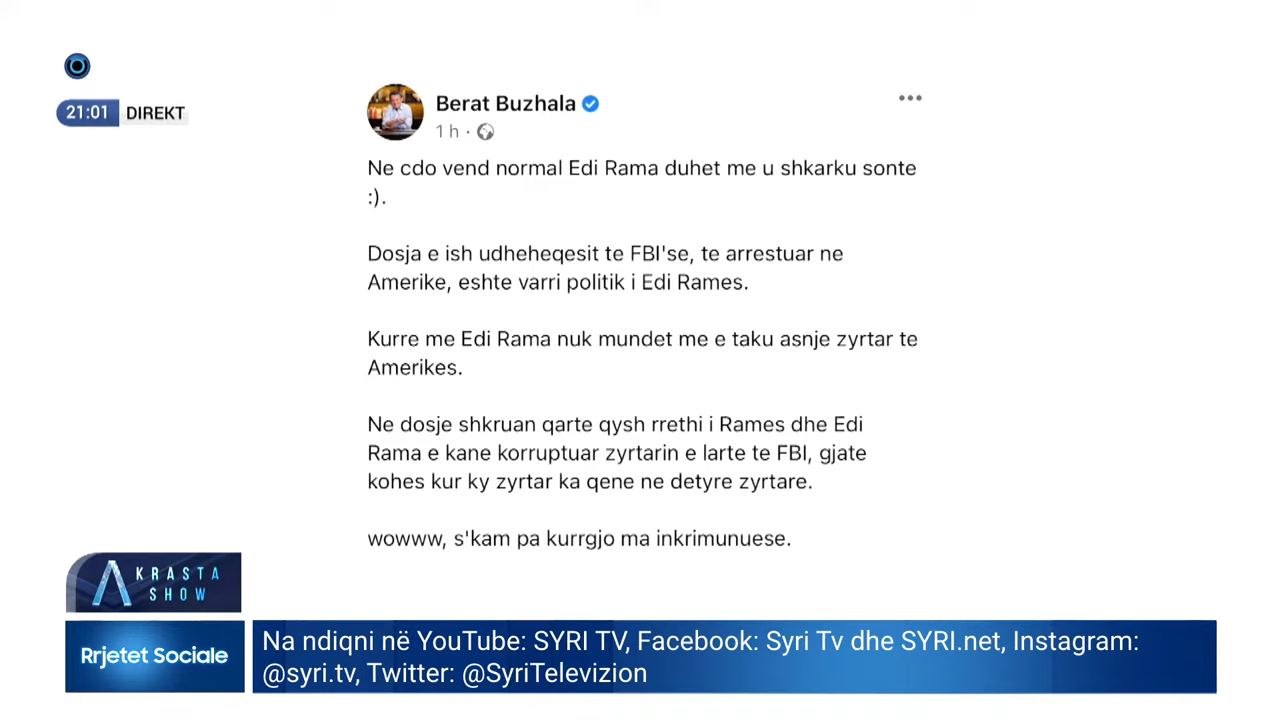 21:01 DIREKT
Berat Buzhala
1 h ·
Ne cdo vend normal Edi Rama duhet me u shkarku sonte
:).
Dosja e ish udheheqesit te FBI'se, te arrestuar ne
Amerike, eshte varri politik i Edi Rames.
Kurre me Edi Rama nuk mundet me e taku asnje zyrtar te
Amerikes.
Ne dosje shkruan qarte qysh rrethi i Rames dhe Edi
Rama e kane korruptuar zyrtarin e larte te FBI, gjate
kohes kur ky zyrtar ka qene ne detyre zyrtare.
wowww, s'kam pa kurrgjo ma inkrimunuese.
A KRASTA
SHOW
Rrjetet Sociale
Na ndiqni në YouTube: SYRI TV, Facebook: Syri Tv dhe SYRI.net, Instagram:
@syri.tv, Twitter: @SyriTelevizion